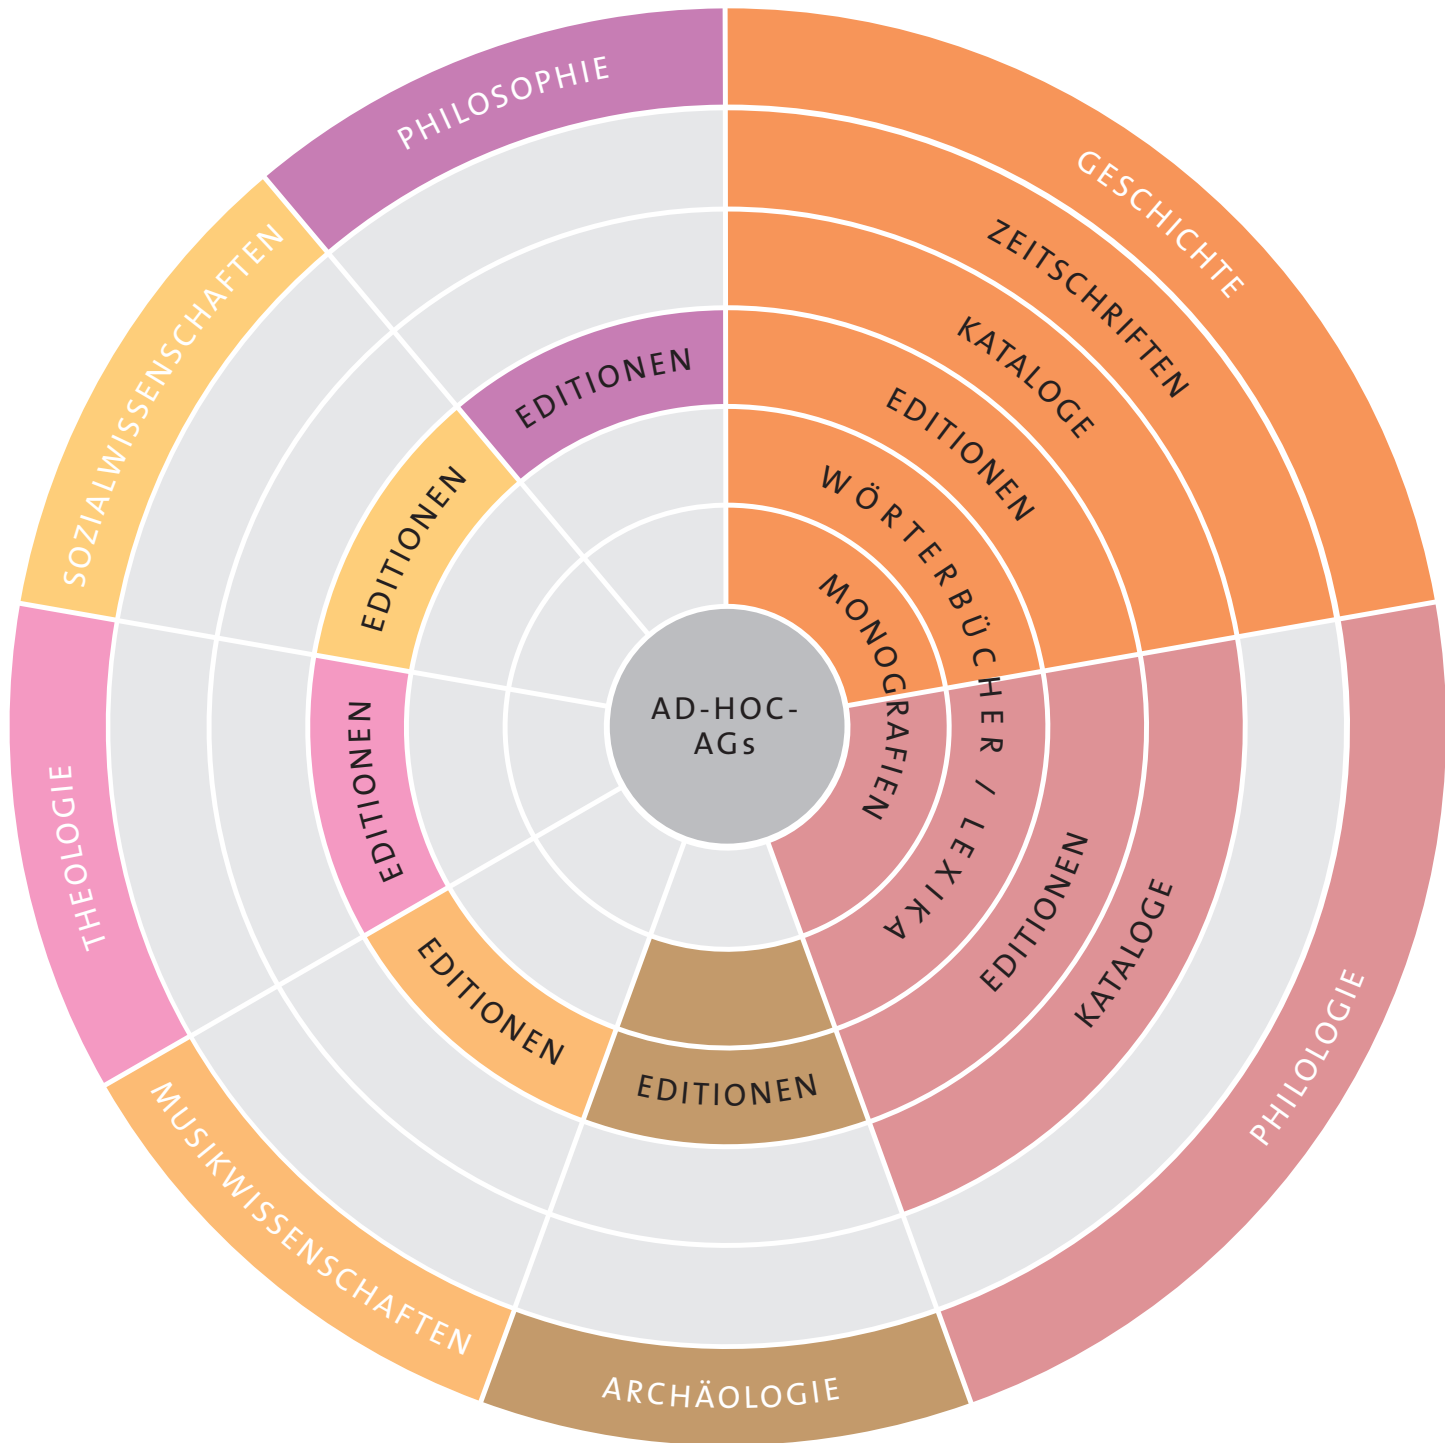 PHILOSOPHIE
GESCHICHTE
ZEITSCHRIFTEN
KATALOGE
EDITIONEN
WÖRTERBÜCHER / LEXIKA
MONOGRAFIEN
EDITIONEN
SOZIALWISSENSCHAFTEN
EDITIONEN
AD-HOC-
AGs
THEOLOGIE
EDITIONEN
EDITIONEN
KATALOGE
PHILOLOGIE
MUSIKWISSENSCHAFTEN
EDITIONEN
EDITIONEN
ARCHÄOLOGIE